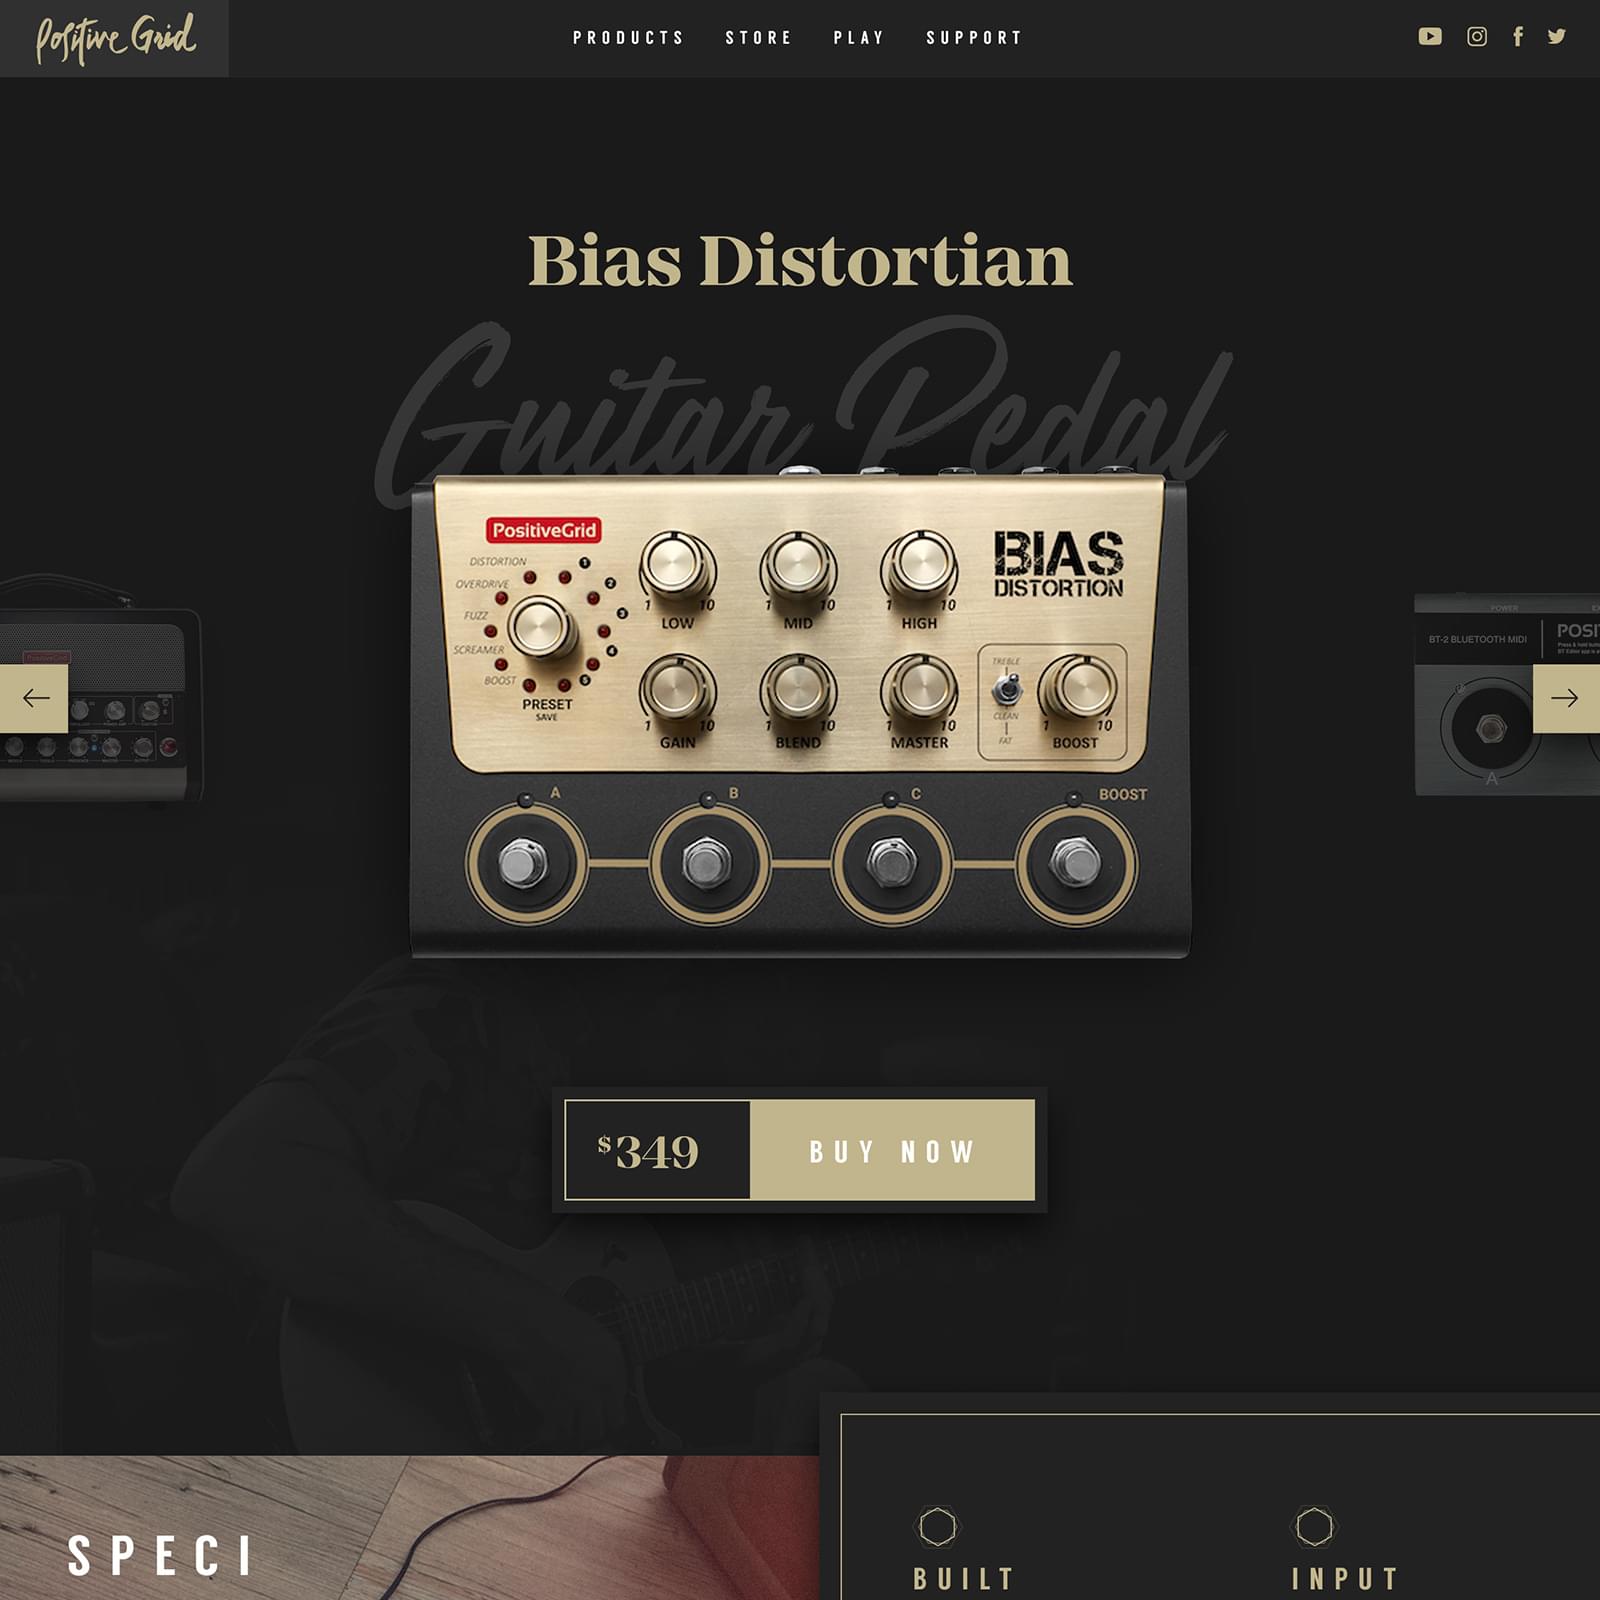 Positive Grid
PRODUCTS STORE PLAY SUPPORT
Bias Distortian
Guitar Pedal
PositiveGrid
BIAS
DISTORTION
DISTORTION
OVERDRIVE
FUZZ
SCREAMER
BOOST
1
2
3
4
5
PRESET
SAVE
1 10
LOW
1 10
MID
1 10
HIGH
1 10
GAIN
1 10
BLEND
1 10
MASTER
TREBLE
CLEAN
FAT
1 10
BOOST
A B C BOOST
POWER
BT-2 BLUETOOTH MIDI
POSI
A
$349 BUY NOW
SPECI
BUILT INPUT